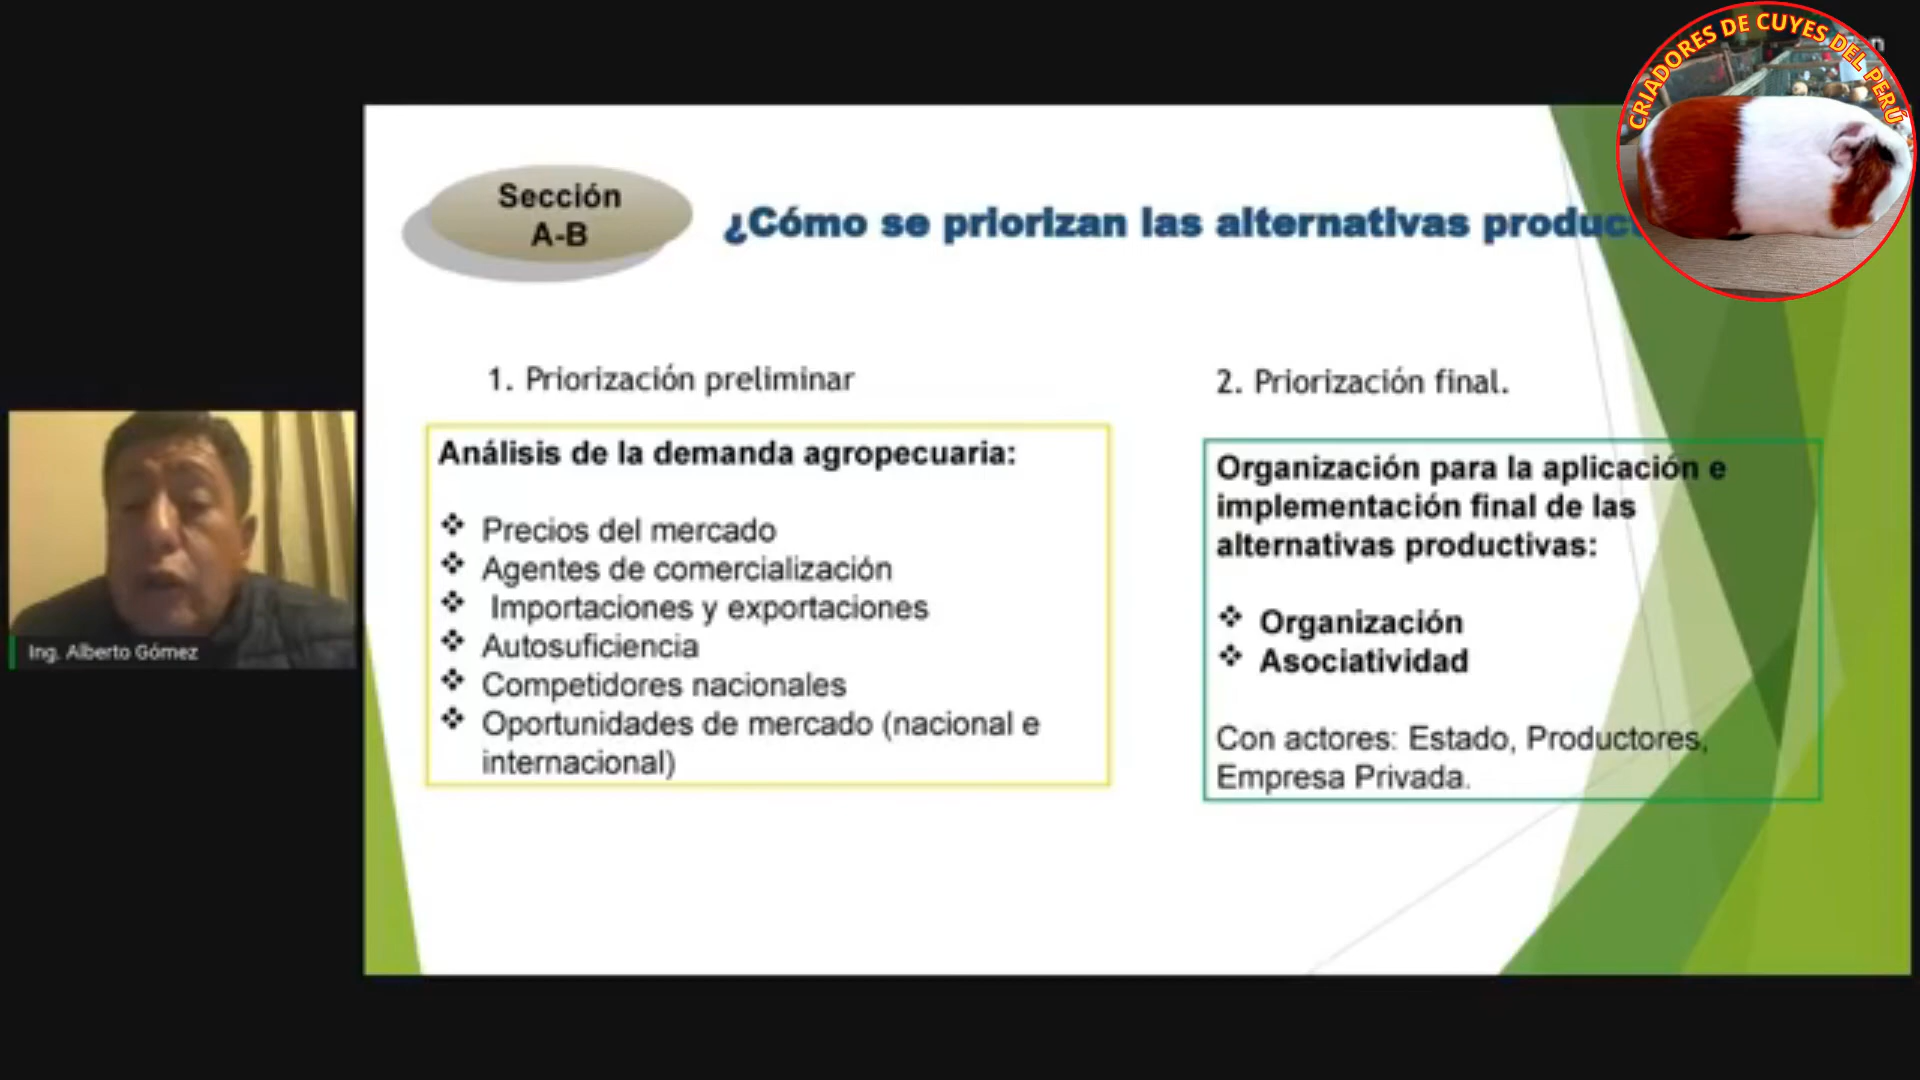 CRIADORES DE CUYES DEL PERÚ
Sección
A-B
¿Cómo se priorizan las alternativas
1. Priorización preliminar
Análisis de la demanda agropecuaria:
❖ Precios del mercado
❖ Agentes de comercialización
❖ Importaciones y exportaciones
❖ Autosuficiencia
❖ Competidores nacionales
❖ Oportunidades de mercado (nacional e
internacional)
2. Priorización final.
Organización para la aplicación e
implementación final de las
alternativas productivas:
❖ Organización
❖ Asociatividad
Con actores: Estado, Productores,
Empresa Privada.
Ing. Alberto Gómez